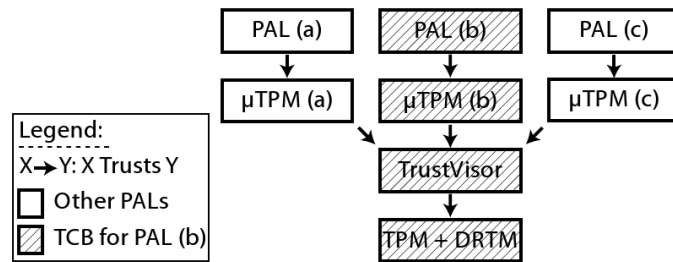 PAL (a)
PAL (b)
PAL (c)
μTPM (a)
μTPM (b)
μTPM (c)
TrustVisor
TPM + DRTM
Legend:
X→Y: X Trusts Y
Other PALs
TCB for PAL (b)